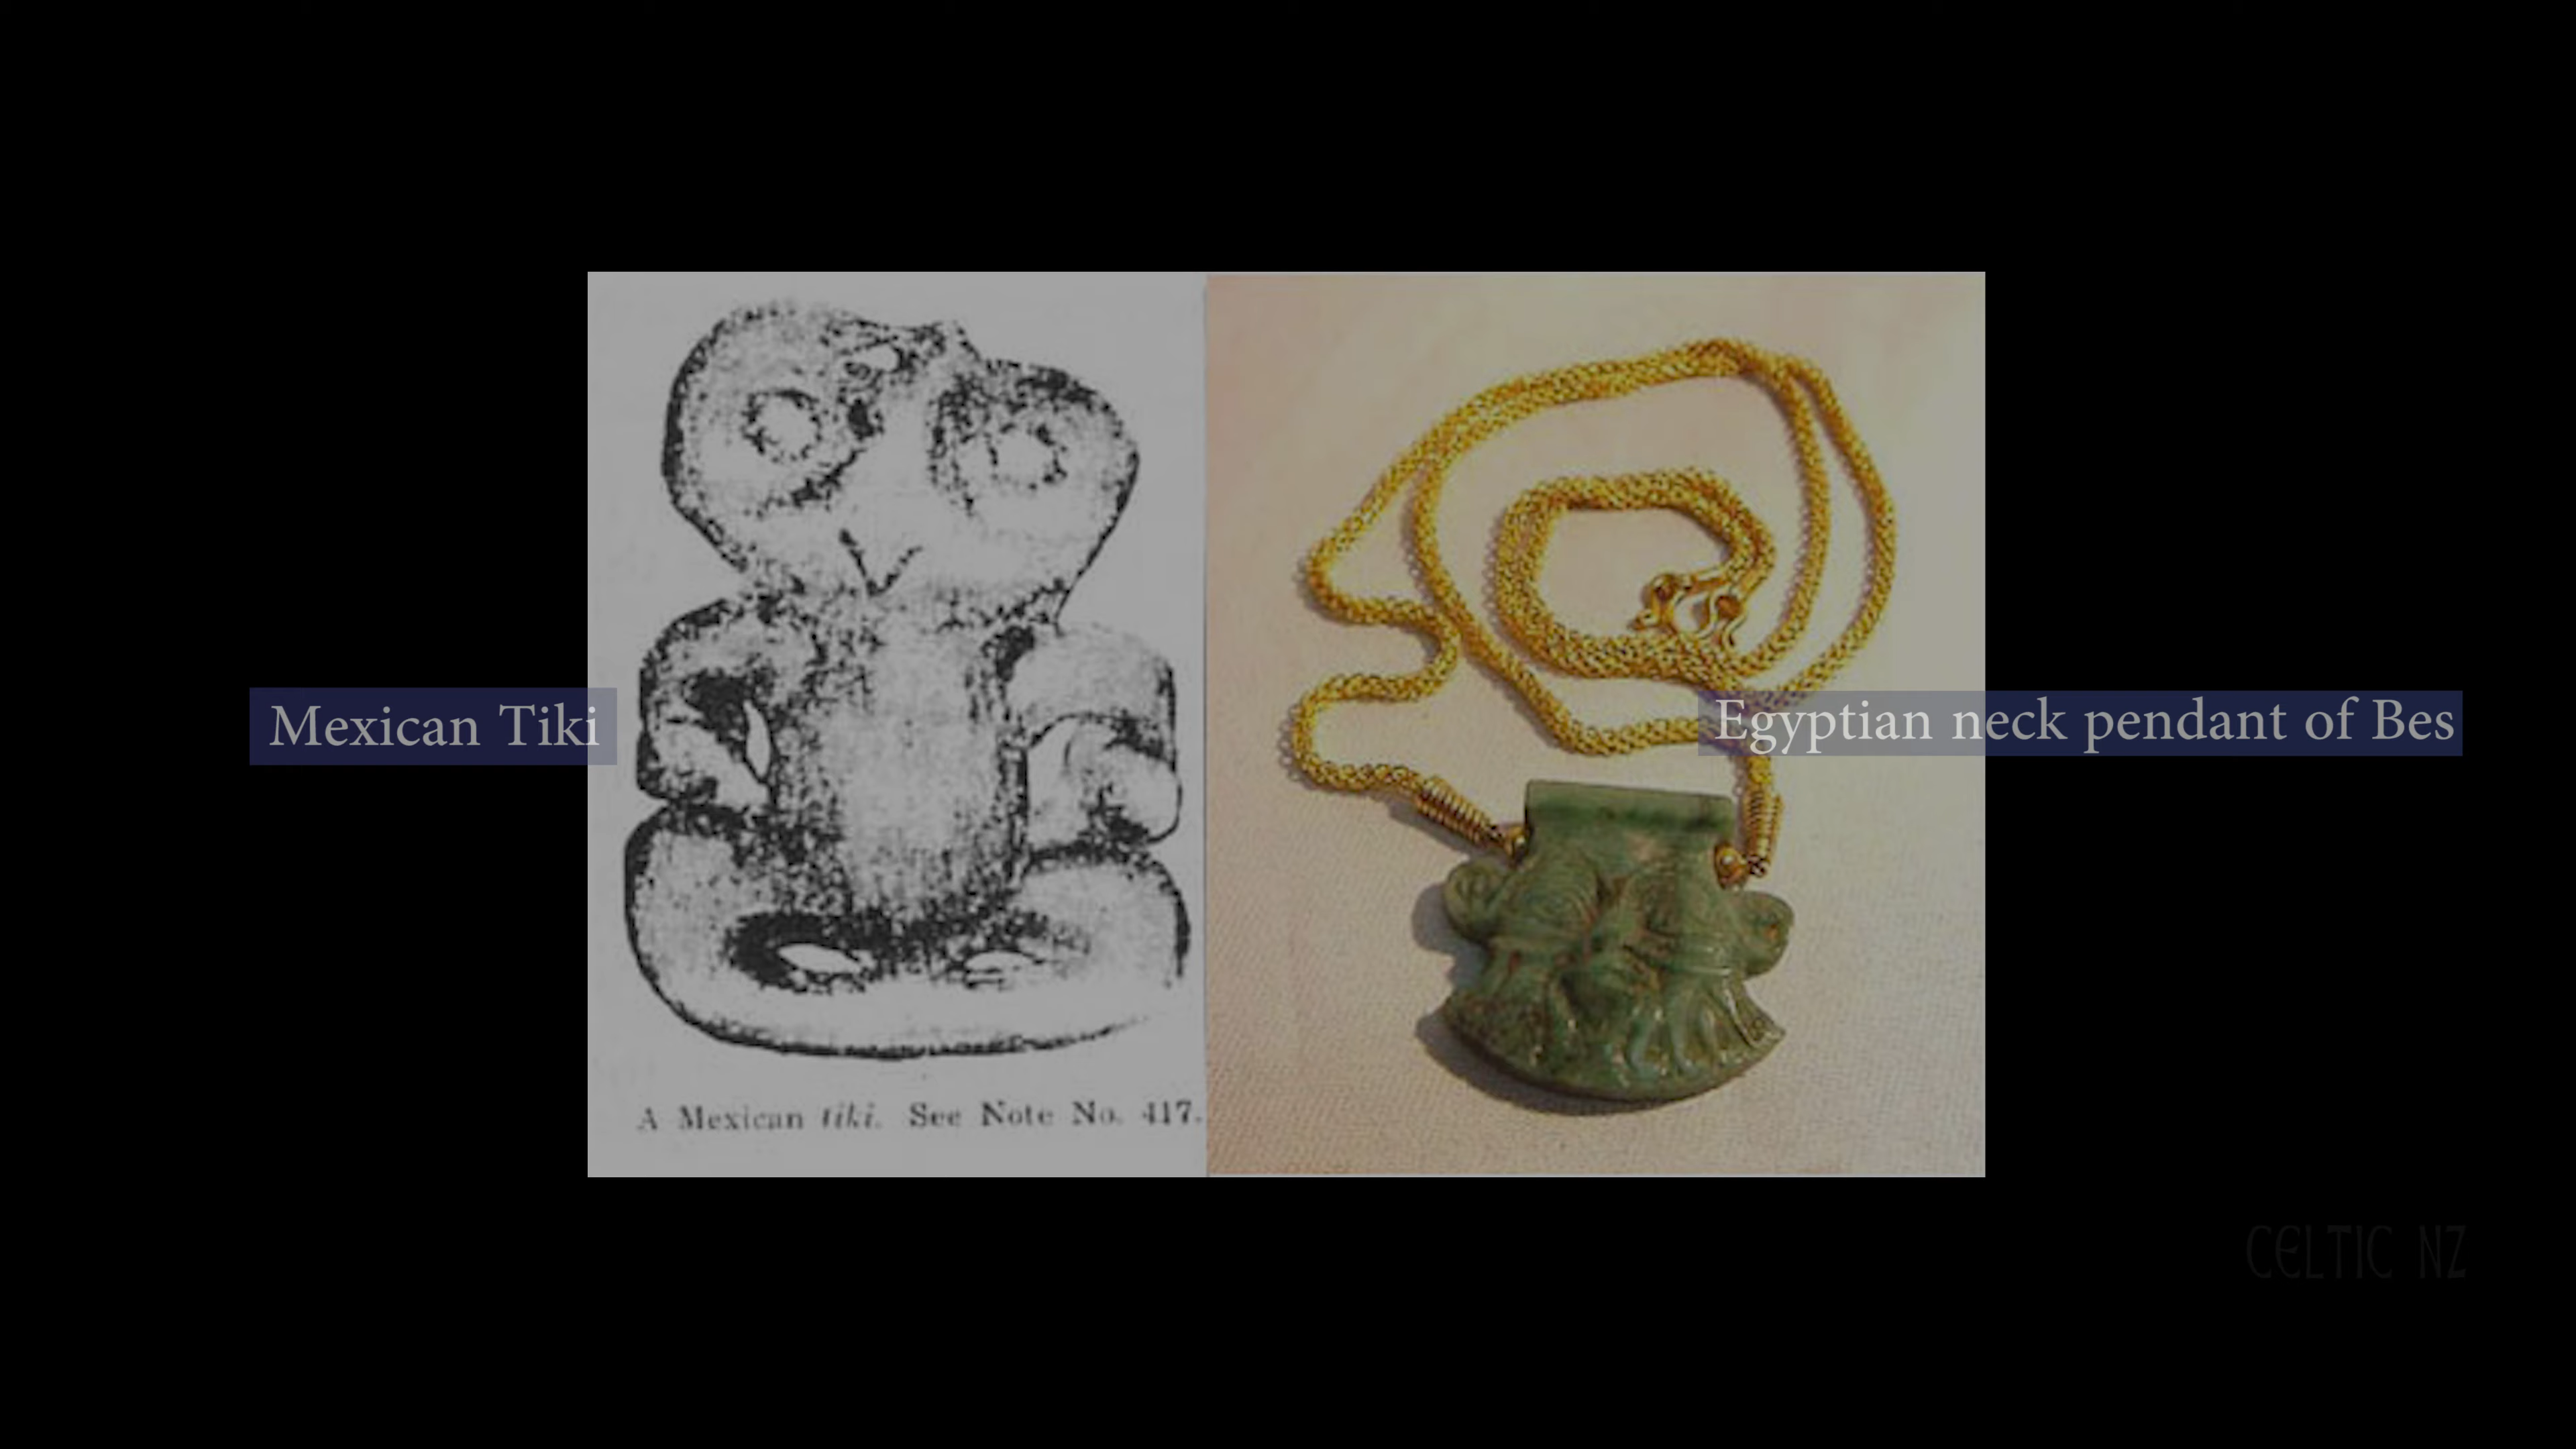 Mexican Tiki
Egyptian neck pendant of Bes
A Mexican tiki. See Note No. 417.
CELTIC NZ